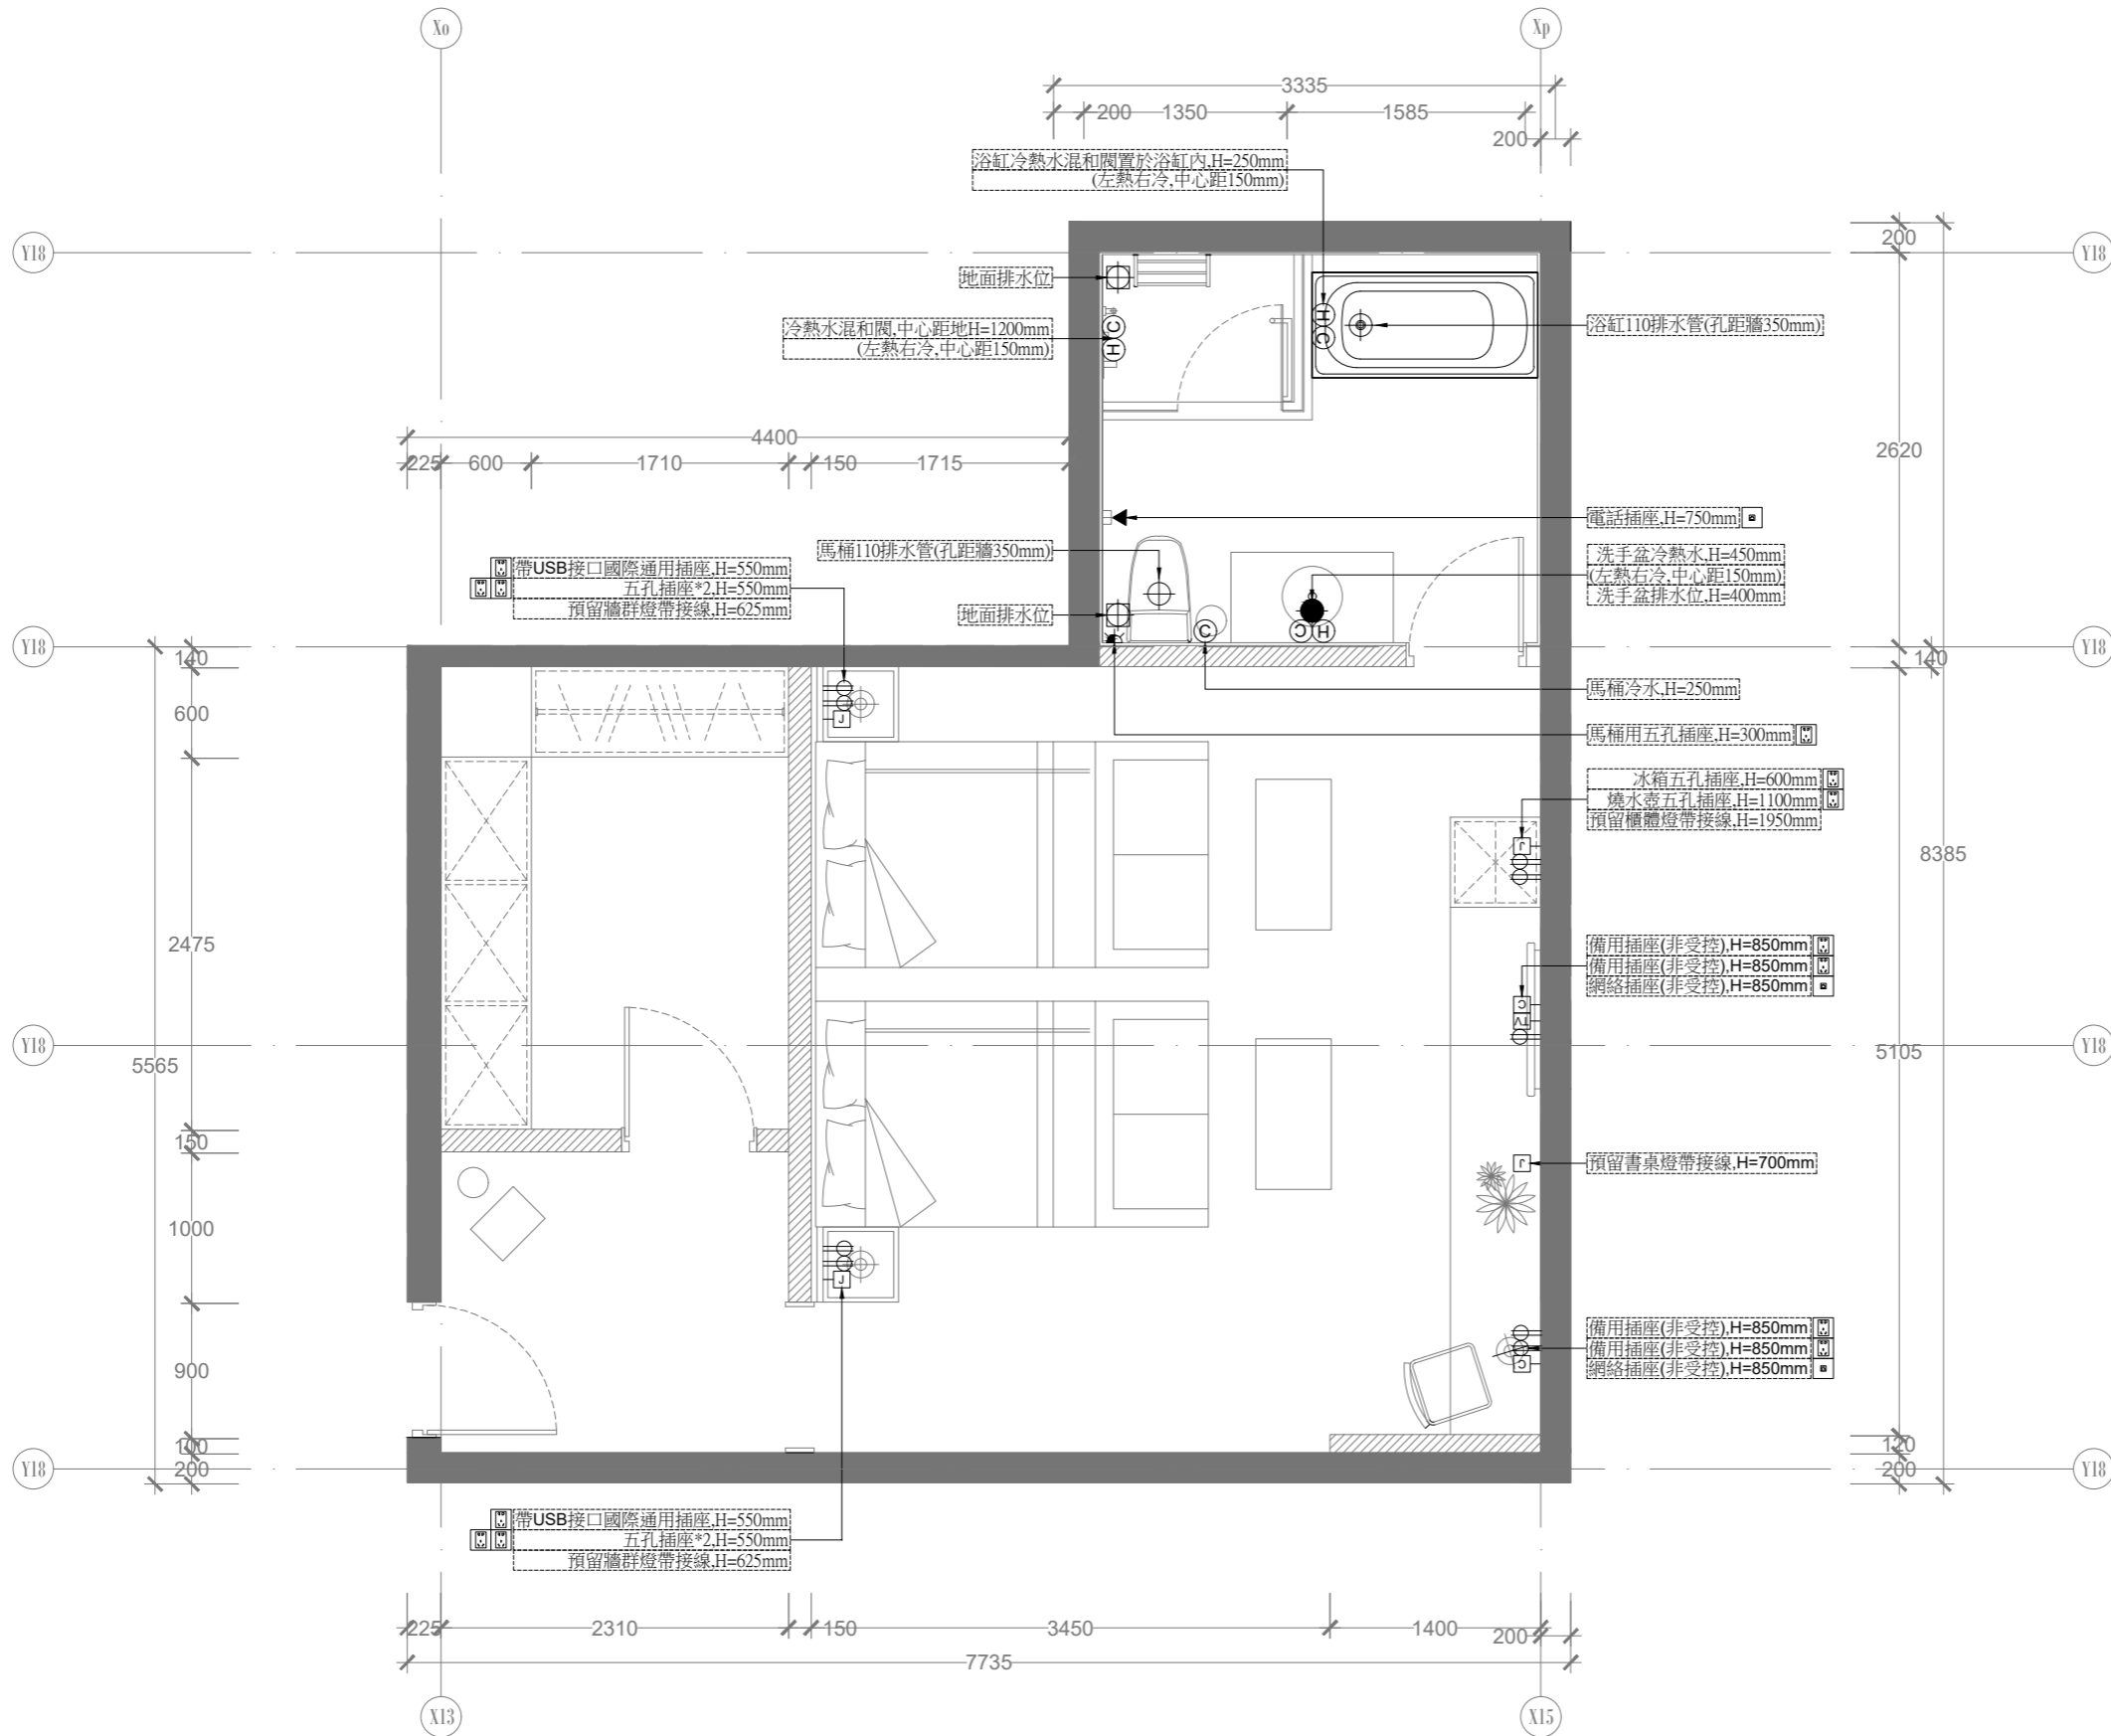 Xo
Xp
3335
200
1350
1585
200
浴缸冷熱水混和閥置於浴缸內,H=250mm
(左熱右冷,中心距150mm)
Y18
200
Y18
地面排水位
冷熱水混和閥,中心距地H=1200mm
(左熱右冷,中心距150mm)
C
H
H
C
浴缸110排水管(孔距牆350mm)
4400
225
600
1710
150
1715
2620
電話插座,H=750mm
馬桶110排水管(孔距牆350mm)
洗手盆冷熱水,H=450mm
(左熱右冷,中心距150mm)
洗手盆排水位,H=400mm
帶USB接口國際通用插座,H=550mm
五孔插座*2,H=550mm
預留牆群燈帶接線,H=625mm
地面排水位
C
C
H
Y18
140
140
Y18
馬桶冷水,H=250mm
600
J
馬桶用五孔插座,H=300mm
冰箱五孔插座,H=600mm
燒水壺五孔插座,H=1100mm
預留櫃體燈帶接線,H=1950mm
J
8385
2475
備用插座(非受控),H=850mm
備用插座(非受控),H=850mm
網絡插座(非受控),H=850mm
C
TV
Y18
5565
5105
Y18
150
預留書桌燈帶接線,H=700mm
J
1000
J
備用插座(非受控),H=850mm
備用插座(非受控),H=850mm
網絡插座(非受控),H=850mm
C
900
100
120
Y18
200
200
Y18
帶USB接口國際通用插座,H=550mm
五孔插座*2,H=550mm
預留牆群燈帶接線,H=625mm
225
2310
150
3450
1400
200
7735
X13
X15